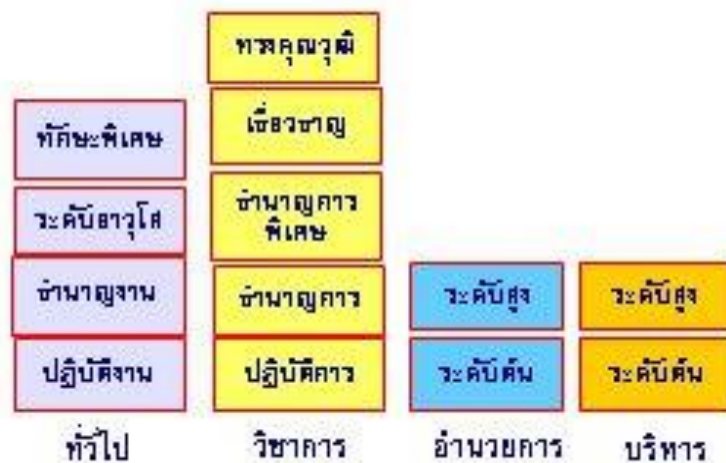 ทรงคุณวุฒิ
ทักษะพิเศษ
เชี่ยวชาญ
ระดับอาวุโส
ชำนาญการ
พิเศษ
ชำนาญงาน
ชำนาญการ
ระดับสูง
ระดับสูง
ปฏิบัติงาน
ปฏิบัติการ
ระดับต้น
ระดับต้น
ทั่วไป
วิชาการ
อำนวยการ
บริหาร